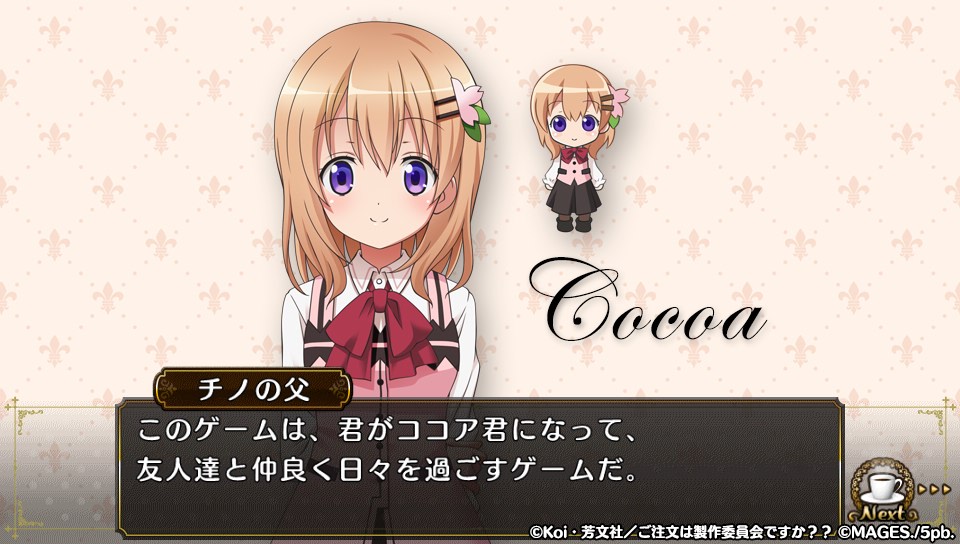 Cocoa
チノの父
このゲームは、君がココア君になって、
友人達と仲良く日々を過ごすゲームだ。
Next
©Koi・芳文社／ご注文は製作委員会ですか？？ ©MAGES./5pb.